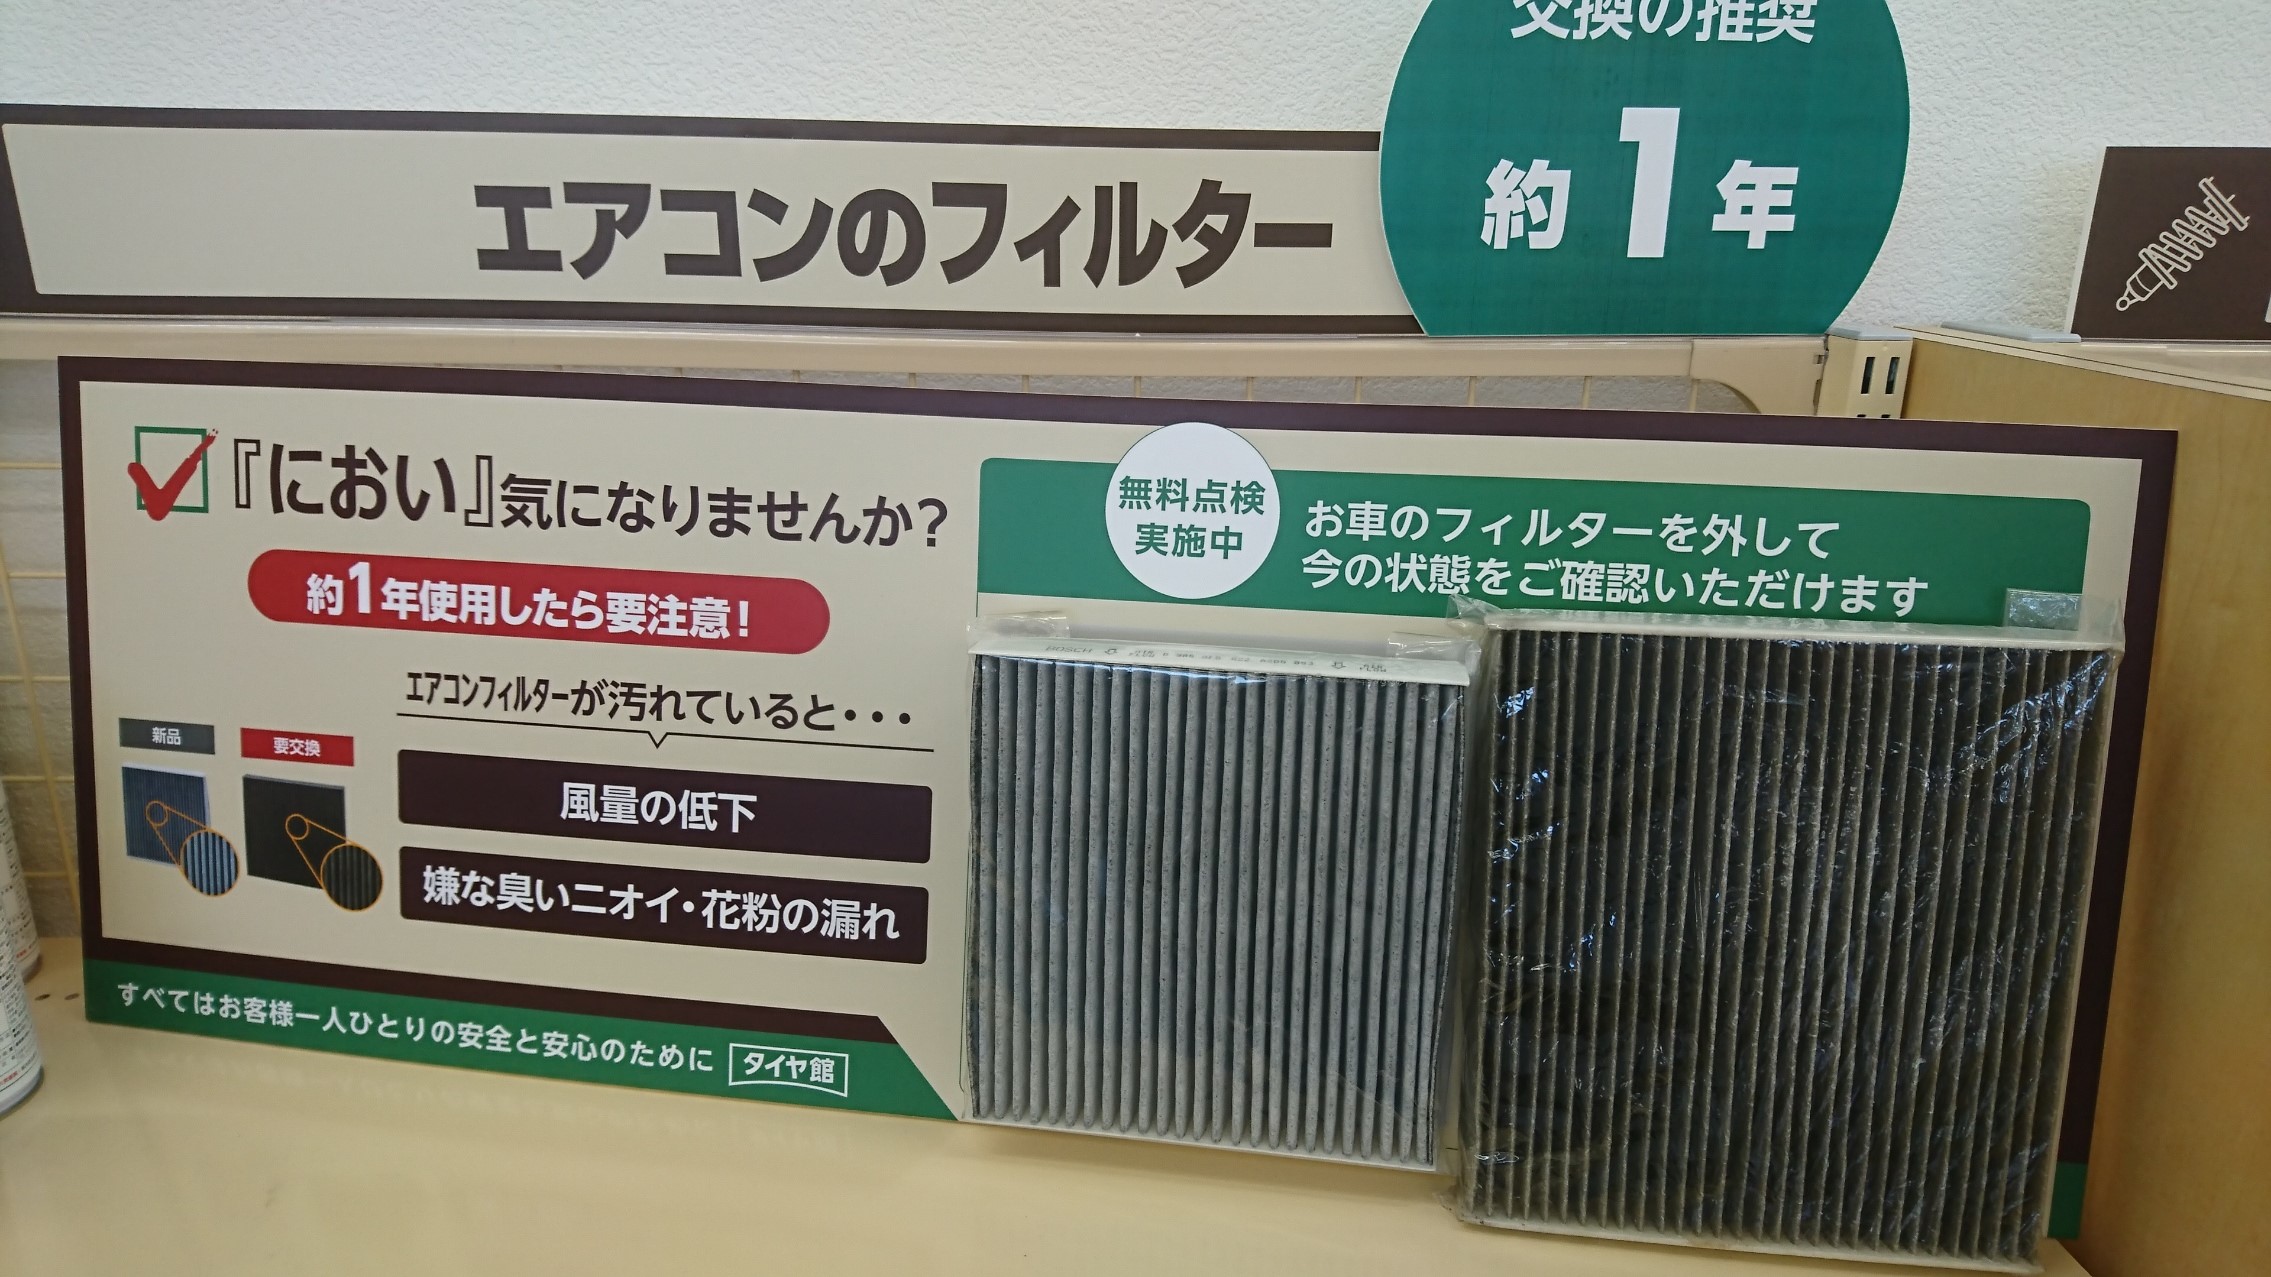 交換の推奨
約1年
エアコンのフィルター
『におい』気になりませんか?
約1年使用したら要注意!
エアコンフィルターが汚れていると・・・
新品
要交換
風量の低下
嫌な臭いニオイ・花粉の漏れ
すべてはお客様一人ひとりの安全と安心のために
タイヤ館
無料点検
実施中
お車のフィルターを外して
今の状態をご確認いただけます
BOSCH